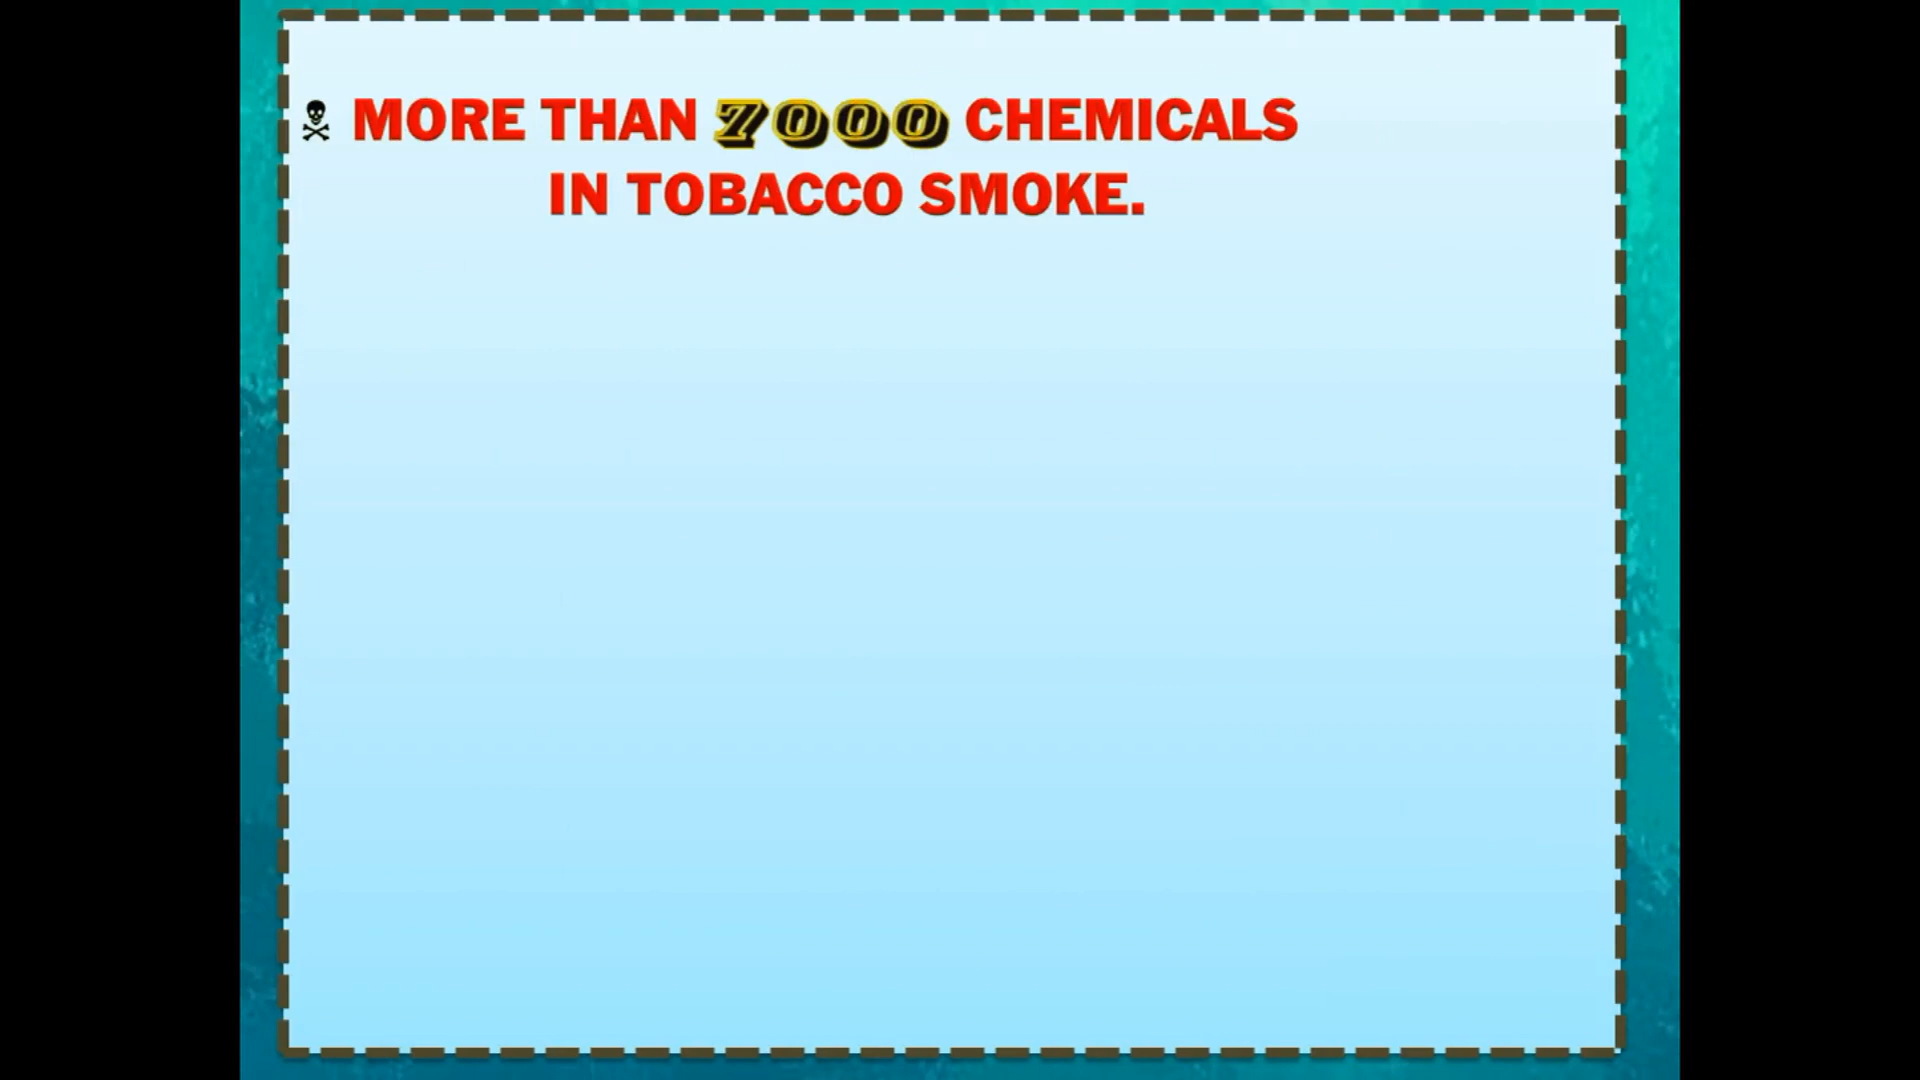 ☠ MORE THAN 7000 CHEMICALS
IN TOBACCO SMOKE.